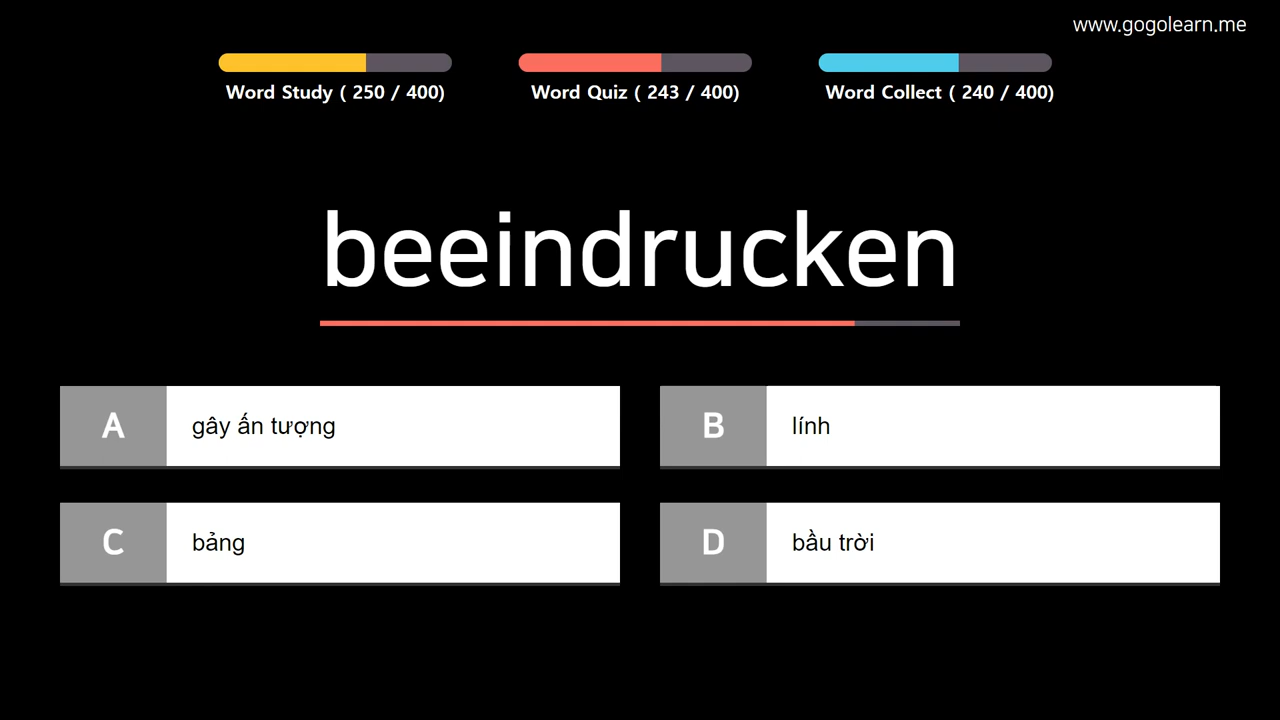 www.gogolearn.me
Word Study ( 250 / 400)
Word Quiz ( 243 / 400)
Word Collect ( 240 / 400)
beeindrucken
A gây ấn tượng
B lính
C bảng
D bầu trời